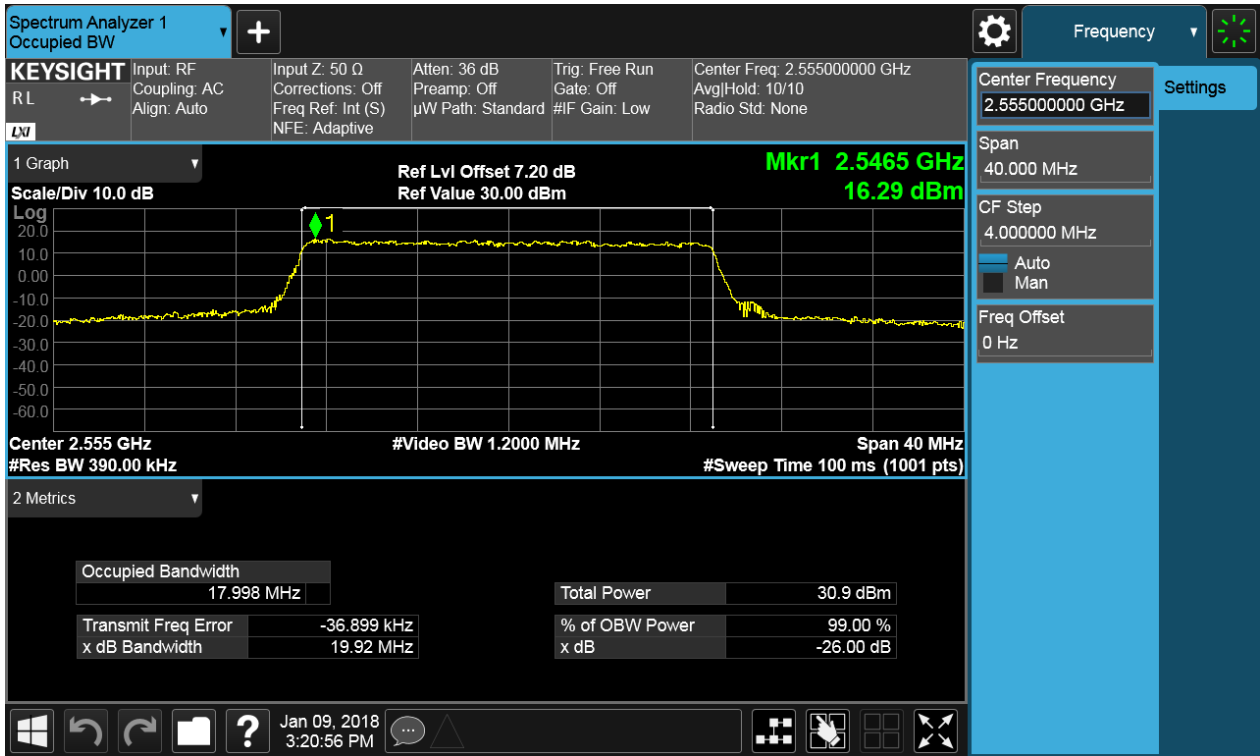 Spectrum Analyzer 1
Occupied BW
+
Frequency
KEYSIGHT
R L
LXI
Input: RF
Coupling: AC
Align: Auto
Input Z: 50 Ω
Corrections: Off
Freq Ref: Int (S)
NFE: Adaptive
Atten: 36 dB
Preamp: Off
µW Path: Standard
Trig: Free Run
Gate: Off
#IF Gain: Low
Center Freq: 2.555000000 GHz
Avg|Hold: 10/10
Radio Std: None
Center Frequency
2.555000000 GHz
Settings
Span
40.000 MHz
CF Step
4.000000 MHz
Auto
Man
Freq Offset
0 Hz
1 Graph
Ref Lvl Offset 7.20 dB
Mkr1 2.5465 GHz
Scale/Div 10.0 dB
Ref Value 30.00 dBm
16.29 dBm
Log
1
20.0
10.0
0.00
-10.0
-20.0
-30.0
-40.0
-50.0
-60.0
Center 2.555 GHz
#Video BW 1.2000 MHz
Span 40 MHz
#Res BW 390.00 kHz
#Sweep Time 100 ms (1001 pts)
2 Metrics
Occupied Bandwidth
17.998 MHz
Total Power 30.9 dBm
Transmit Freq Error -36.899 kHz
% of OBW Power 99.00 %
x dB Bandwidth 19.92 MHz
x dB -26.00 dB
?
Jan 09, 2018
3:20:56 PM